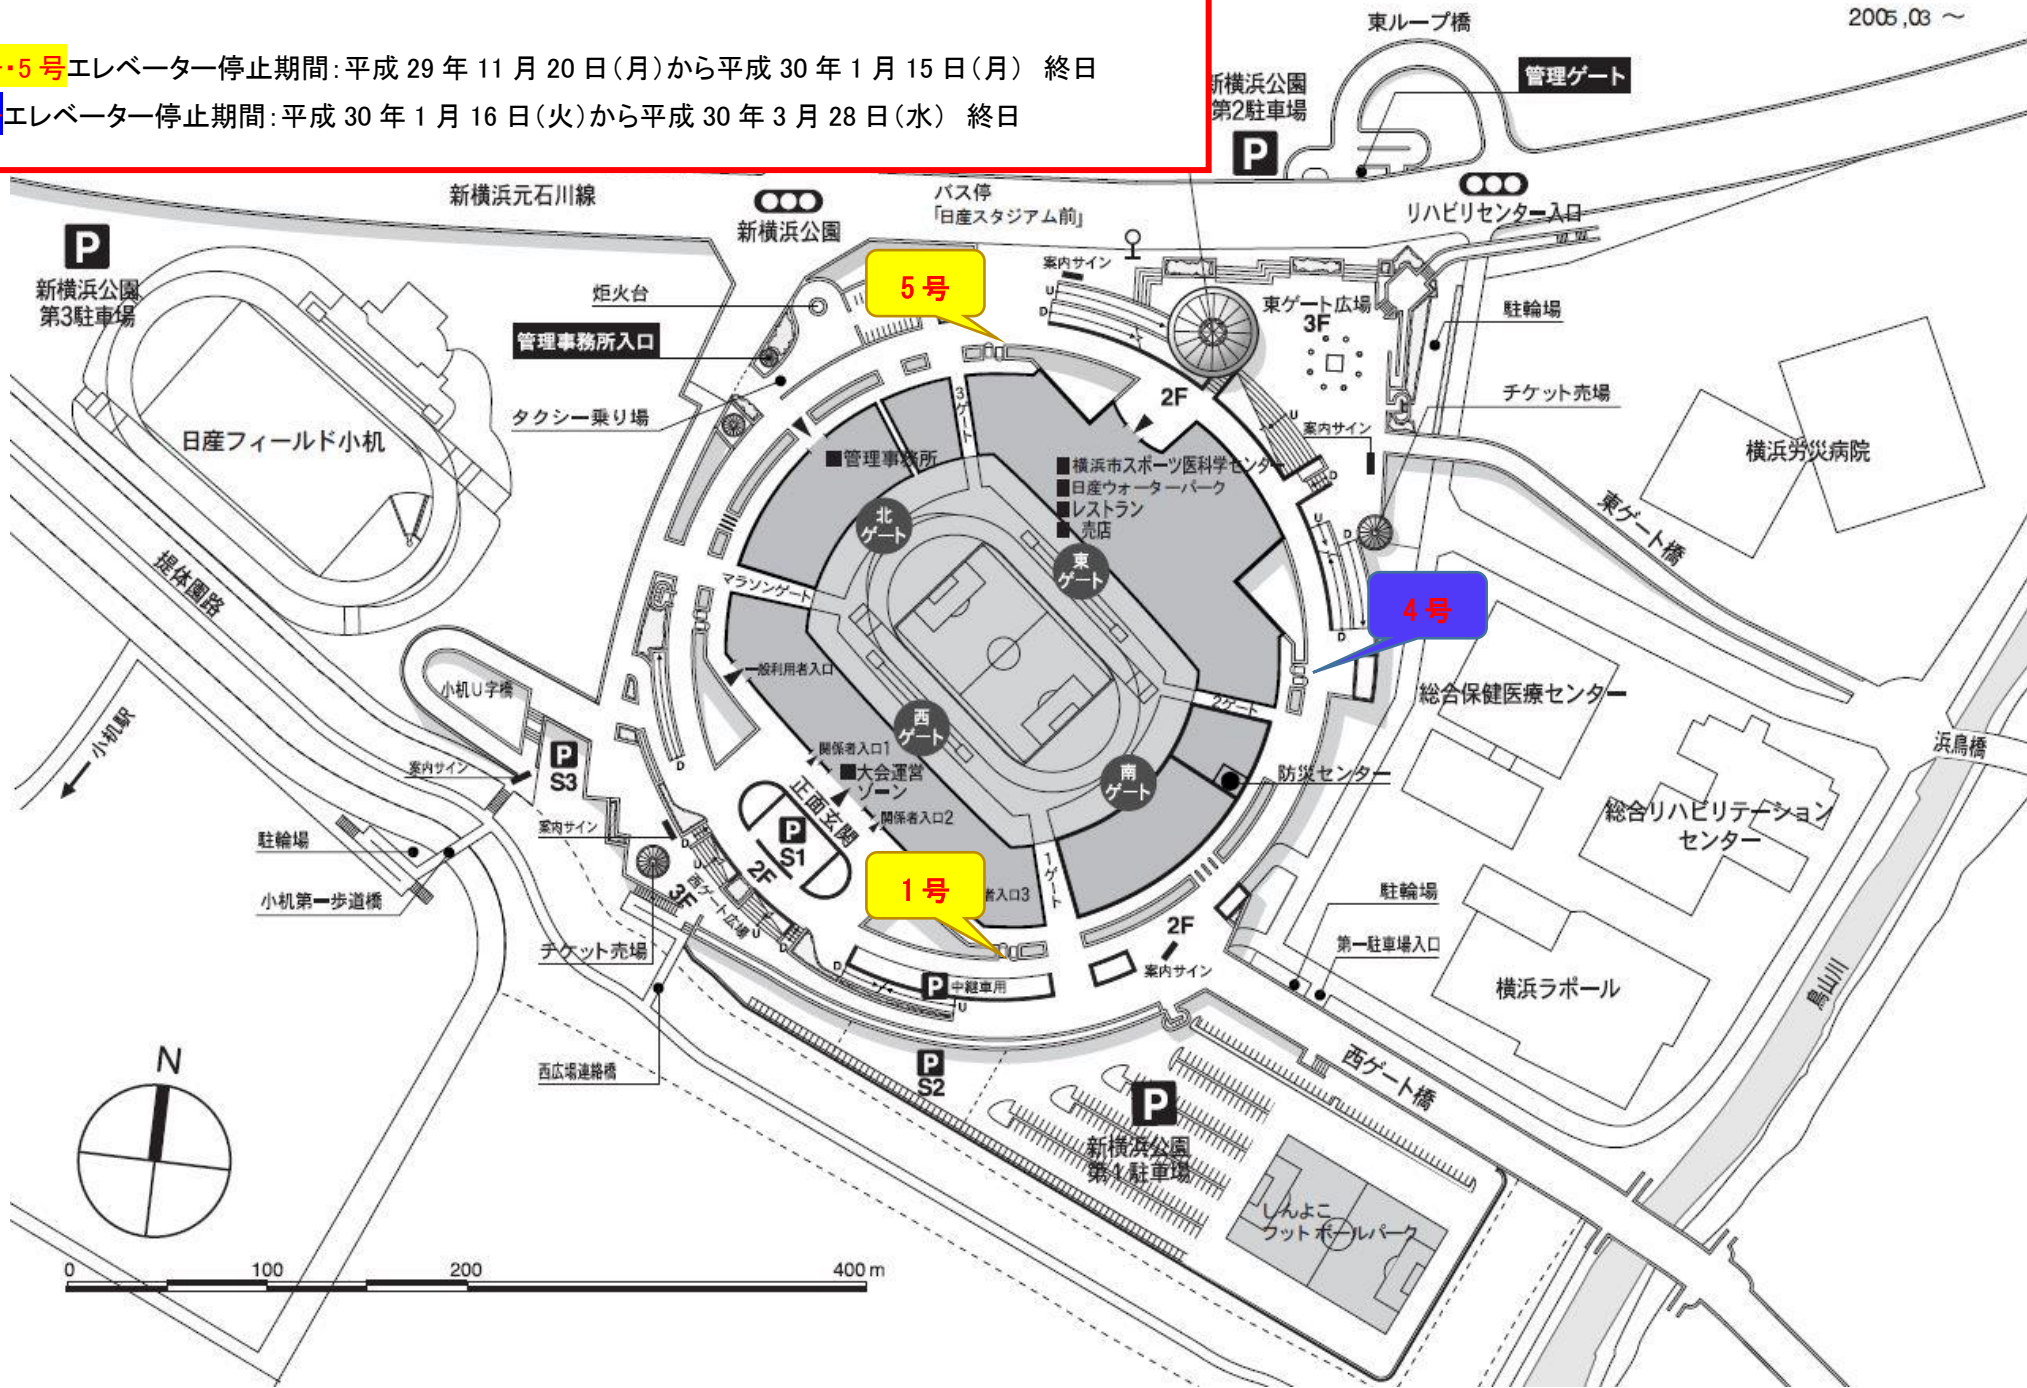 2005,03 ～
・5 号エレベーター停止期間：平成 29 年 11 月 20 日（月）から平成 30 年 1 月 15 日（月） 終日
エレベーター停止期間：平成 30 年 1 月 16 日（火）から平成 30 年 3 月 28 日（水） 終日
東ループ橋
管理ゲート
新横浜公園
第2駐車場
P
新横浜元石川線
新横浜公園
バス停
「日産スタジアム前」
リハビリセンター入口
P
新横浜公園
第3駐車場
炬火台
5 号
案内サイン
U
D
東ゲート広場
3F
駐輪場
管理事務所入口
タクシー乗り場
日産フィールド小机
3ゲート
2F
U
案内サイン
D
チケット売場
横浜労災病院
■管理事務所
■横浜市スポーツ医科学センター
■日産ウォーターパーク
■レストラン
■ 売店
北
ゲート
東
ゲート
U
D
東ゲート橋
堤体園路
マラソンゲート
4 号
D
一般利用者入口
小机U字橋
小机駅
西
ゲート
2ゲート
総合保健医療センター
浜鳥橋
関係者入口1
■大会運営
ゾーン
関係者入口2
正面玄関
南
ゲート
防災センター
P
S3
案内サイン
D
P
S1
総合リハビリテーション
センター
駐輪場
案内サイン
U
2F
3F
西ゲート広場
U
D
小机第一歩道橋
1 号
者入口3
1ゲート
2F
駐輪場
チケット売場
第一駐車場入口
案内サイン
D
P 中継車用
U
横浜ラポール
鳥山川
N
西広場連絡橋
P
S2
西ゲート橋
P
新横浜公園
第1駐車場
しんよこ
フットボールパーク
0 100 200 400 m